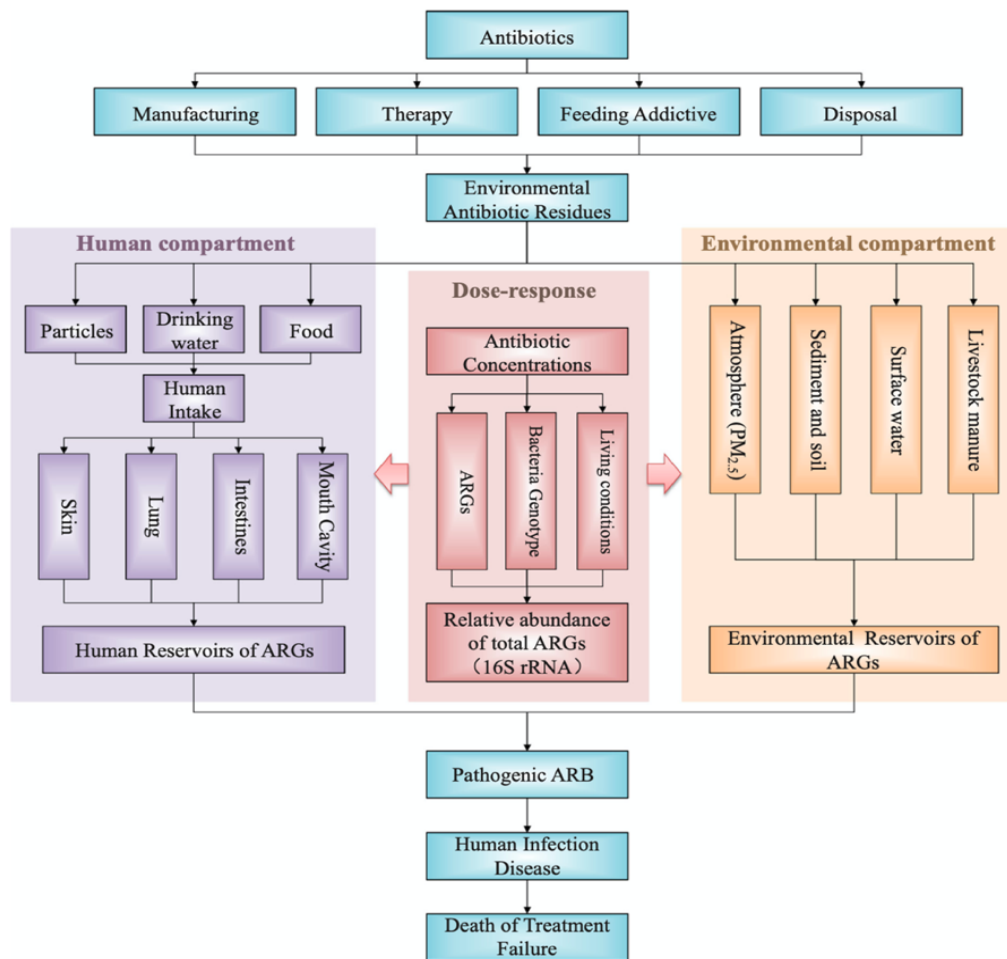 Antibiotics
Manufacturing
Therapy
Feeding Addictive
Disposal
Environmental
Antibiotic Residues
Human compartment
Particles
Drinking
water
Food
Human
Intake
Skin
Lung
Intestines
Mouth Cavity
Human Reservoirs of ARGs
Dose-response
Antibiotic
Concentrations
ARGs
Bacteria Genotype
Living conditions
Relative abundance
of total ARGs
（16S rRNA）
Environmental compartment
Atmosphere (PM₂.₅)
Sediment and soil
Surface water
Livestock manure
Environmental Reservoirs of
ARGs
Pathogenic ARB
Human Infection
Disease
Death of Treatment
Failure